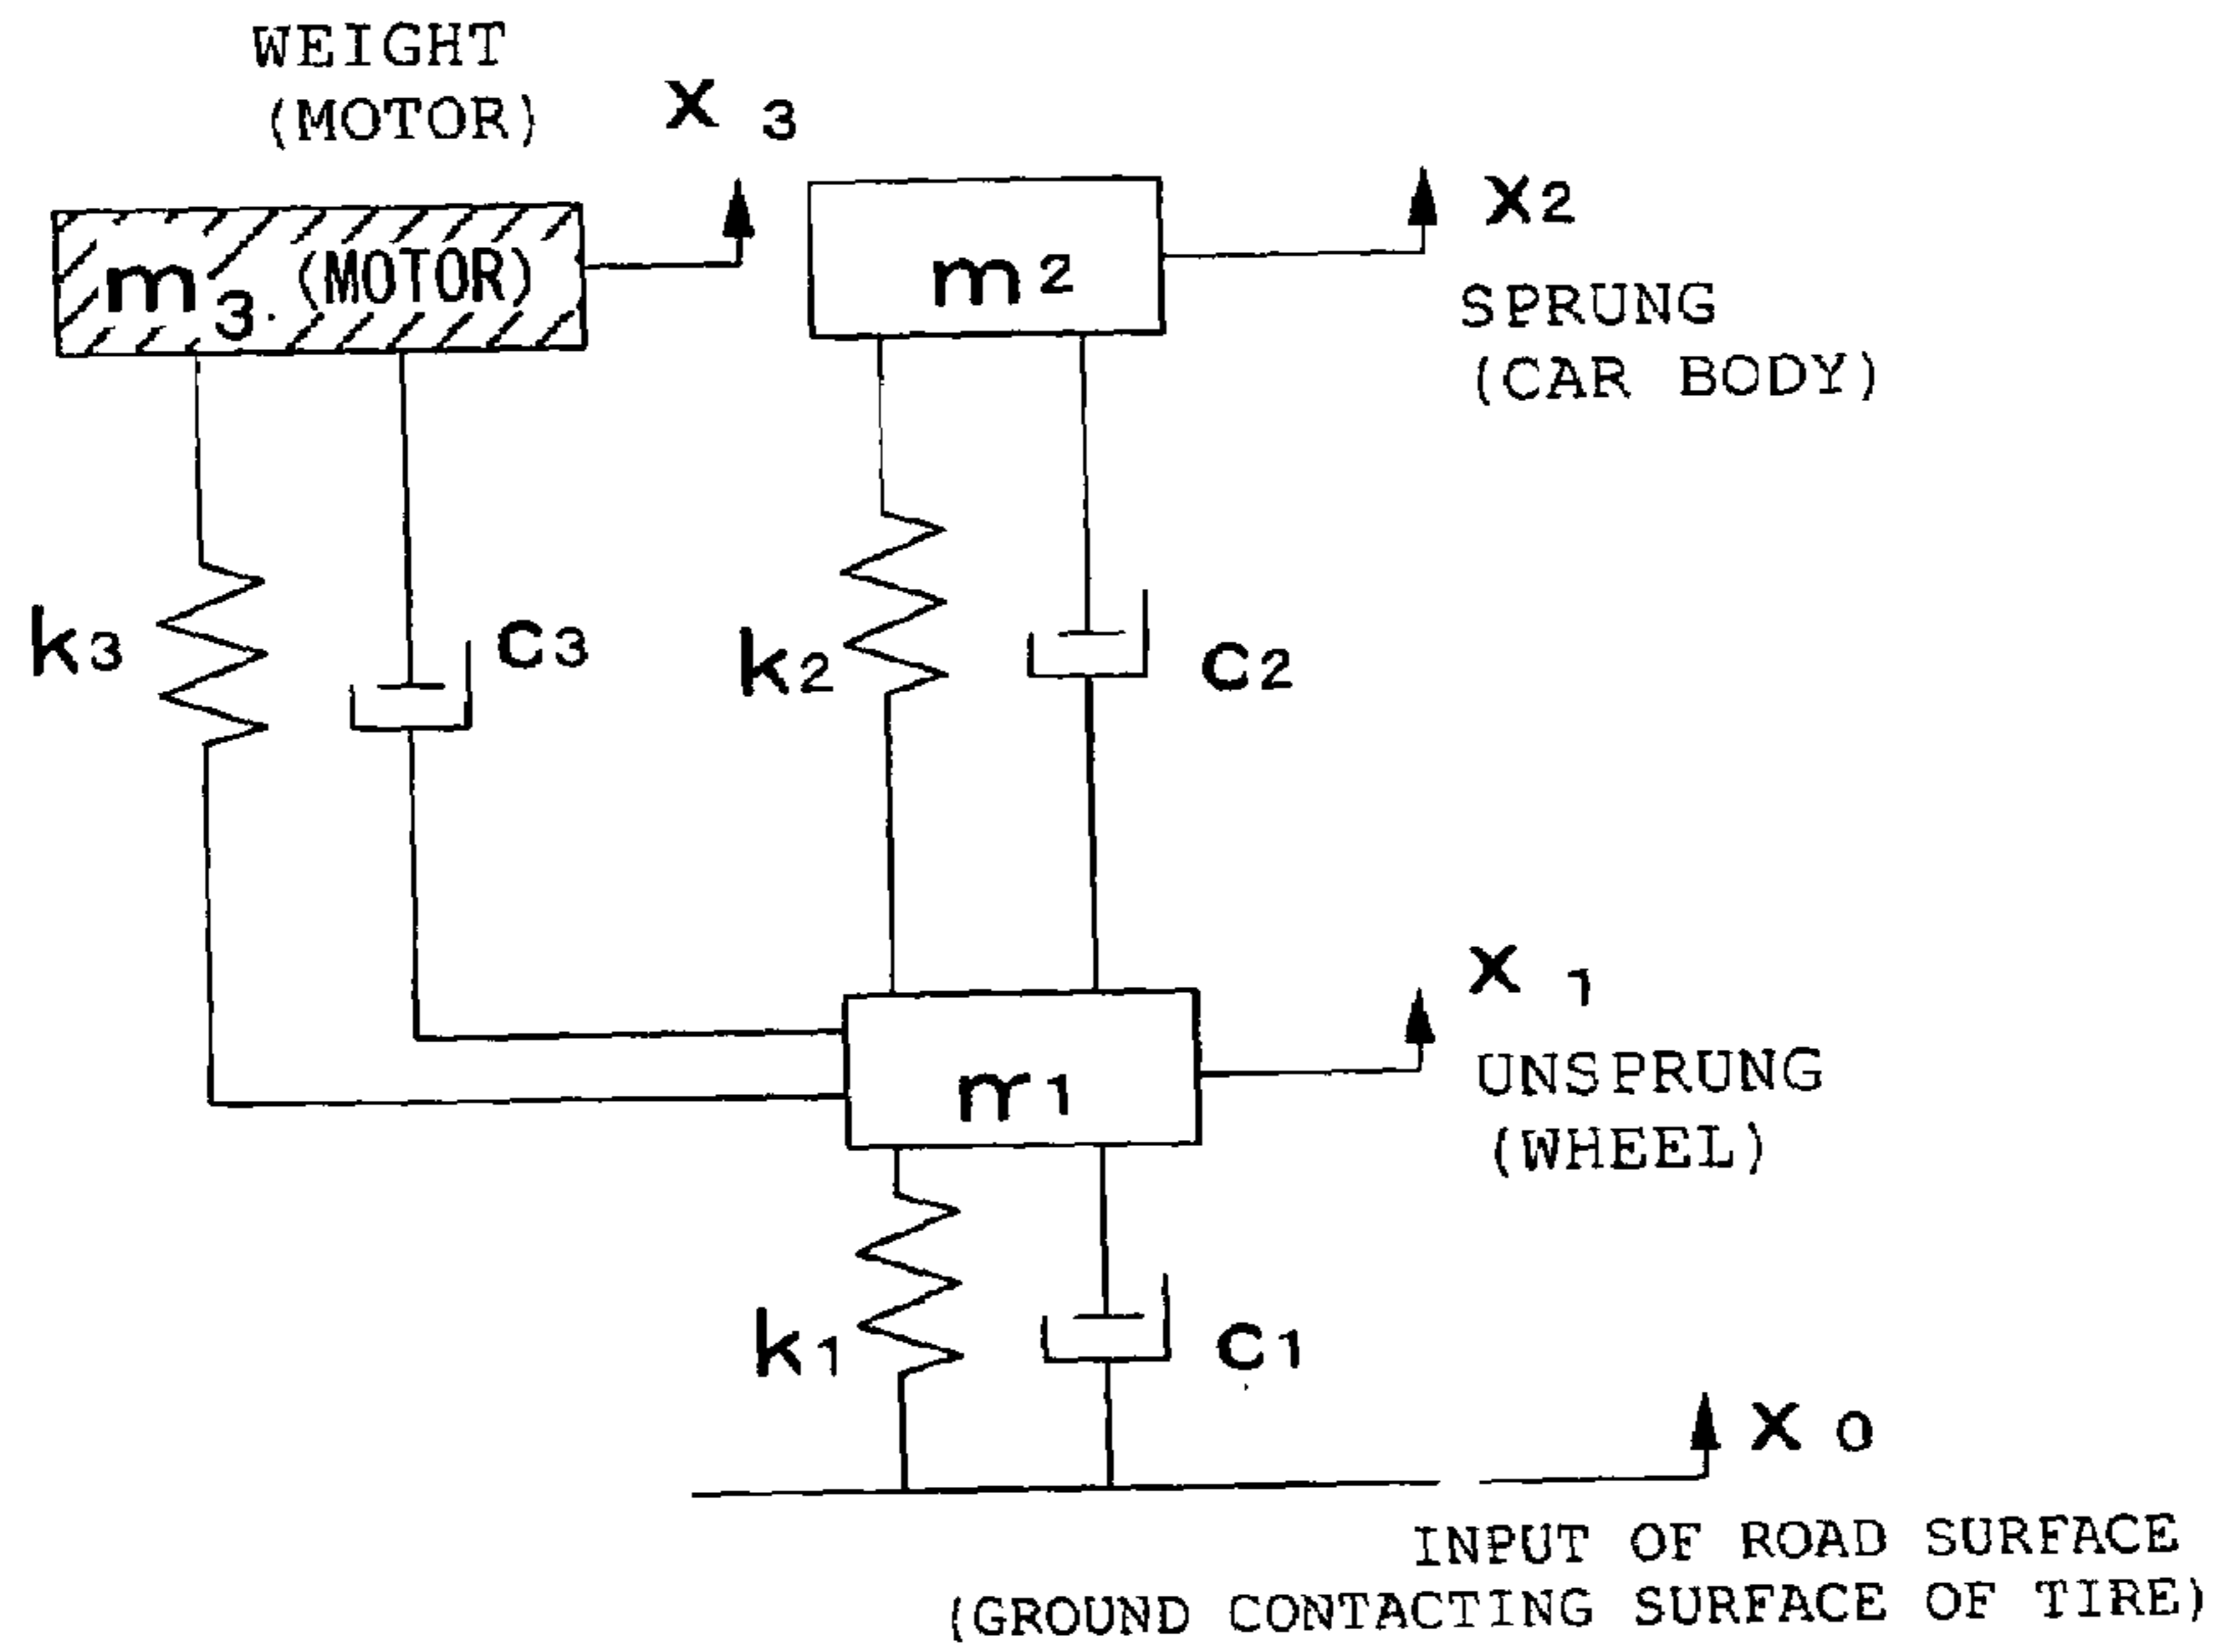 WEIGHT
(MOTOR)
x 3
m 3. (MOTOR)
m2
x2
SPRUNG
(CAR BODY)
k3
c3
k2
c2
x 1
m1
UNSPRUNG
(WHEEL)
k1
c1
x 0
INPUT OF ROAD SURFACE
(GROUND CONTACTING SURFACE OF TIRE)